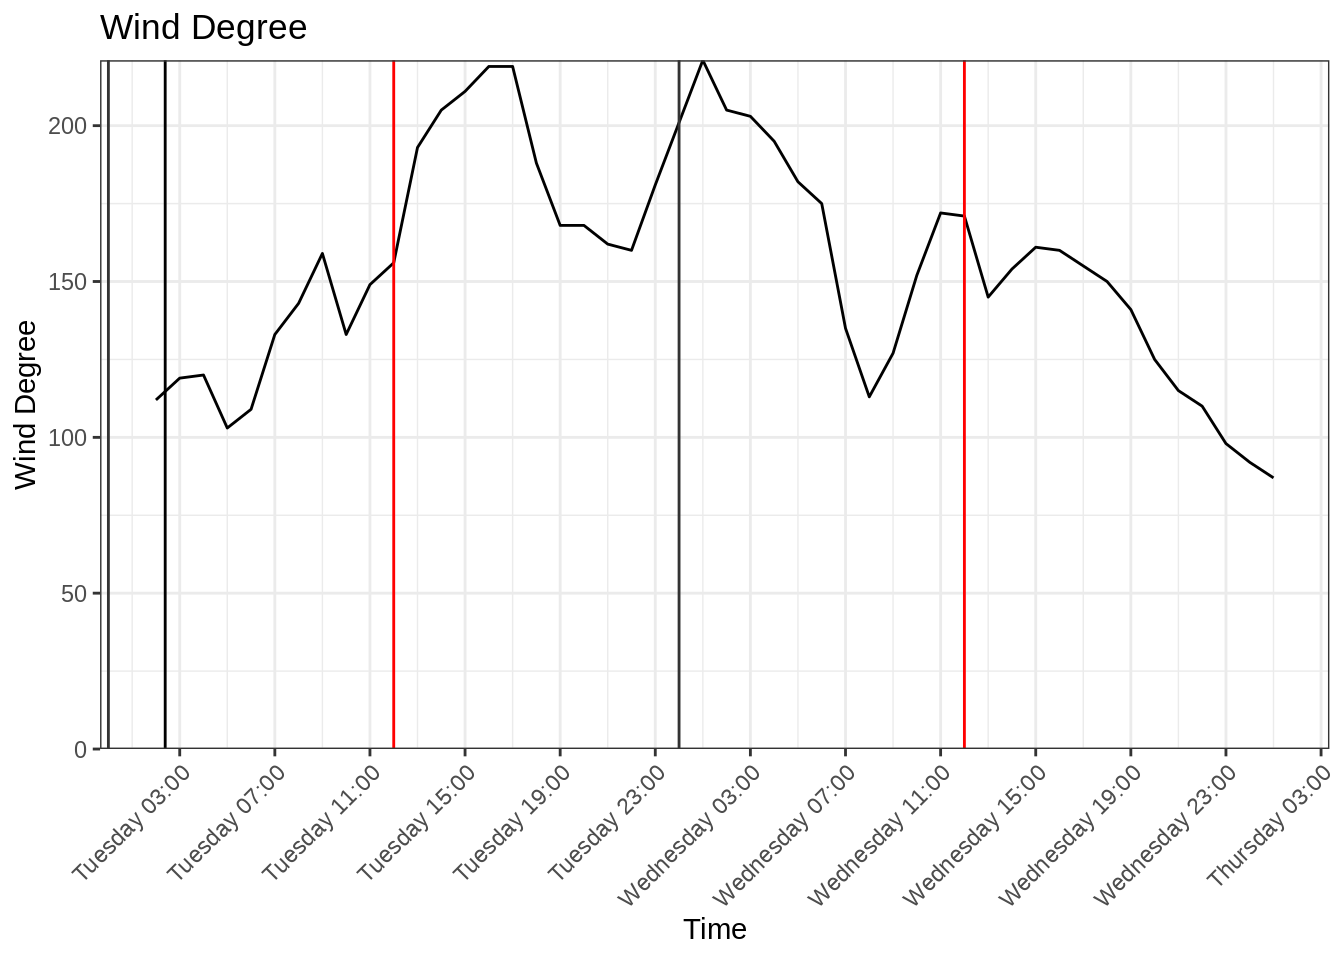 Wind Degree
Wind Degree
200
150
100
50
0
Tuesday 03:00
Tuesday 07:00
Tuesday 11:00
Tuesday 15:00
Tuesday 19:00
Tuesday 23:00
Wednesday 03:00
Wednesday 07:00
Wednesday 11:00
Wednesday 15:00
Wednesday 19:00
Wednesday 23:00
Thursday 03:00
Time